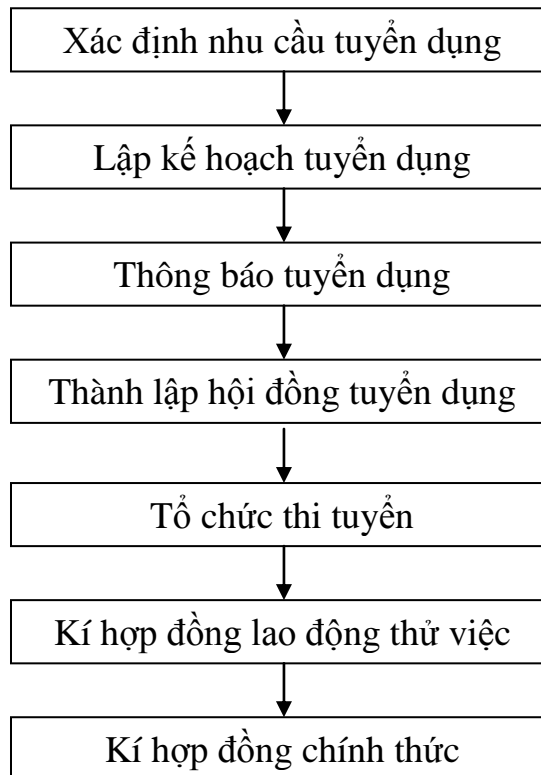 Xác định nhu cầu tuyển dụng
Lập kế hoạch tuyển dụng
Thông báo tuyển dụng
Thành lập hội đồng tuyển dụng
Tổ chức thi tuyển
Kí hợp đồng lao động thử việc
Kí hợp đồng chính thức